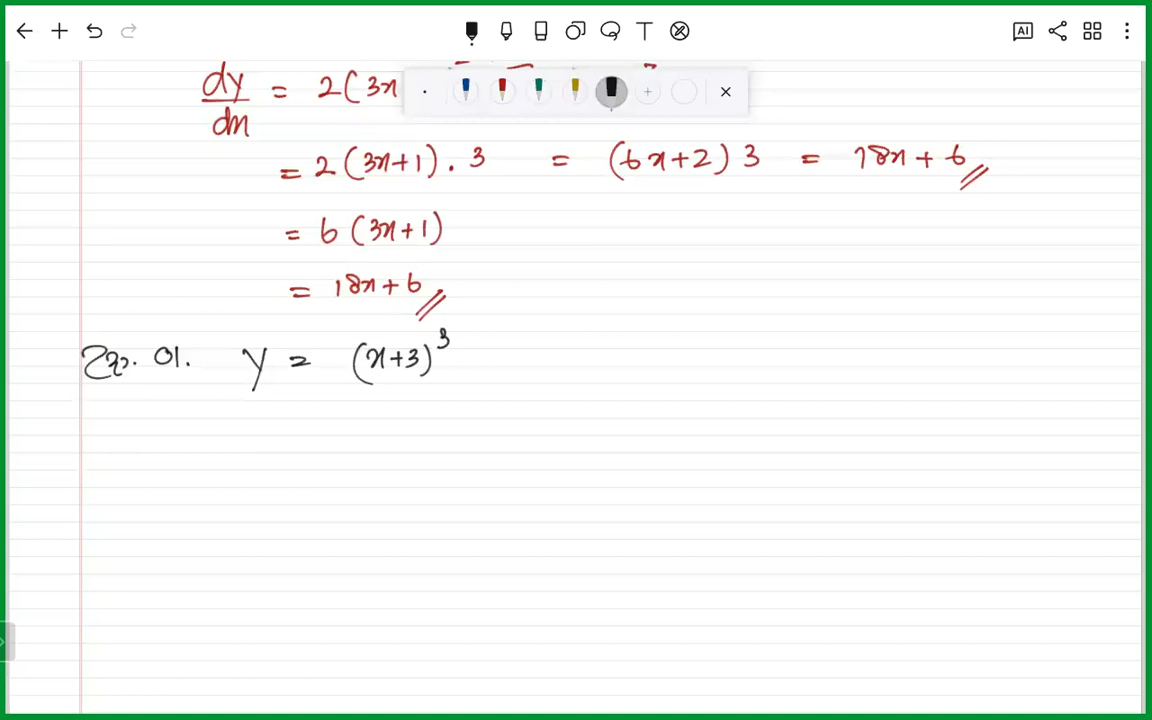 dy/dx = 2(3x
= 2(3x+1).3 = (6x+2)3 = 18x+6
= 6(3x+1)
= 18x+6
01. y = (x+3)³